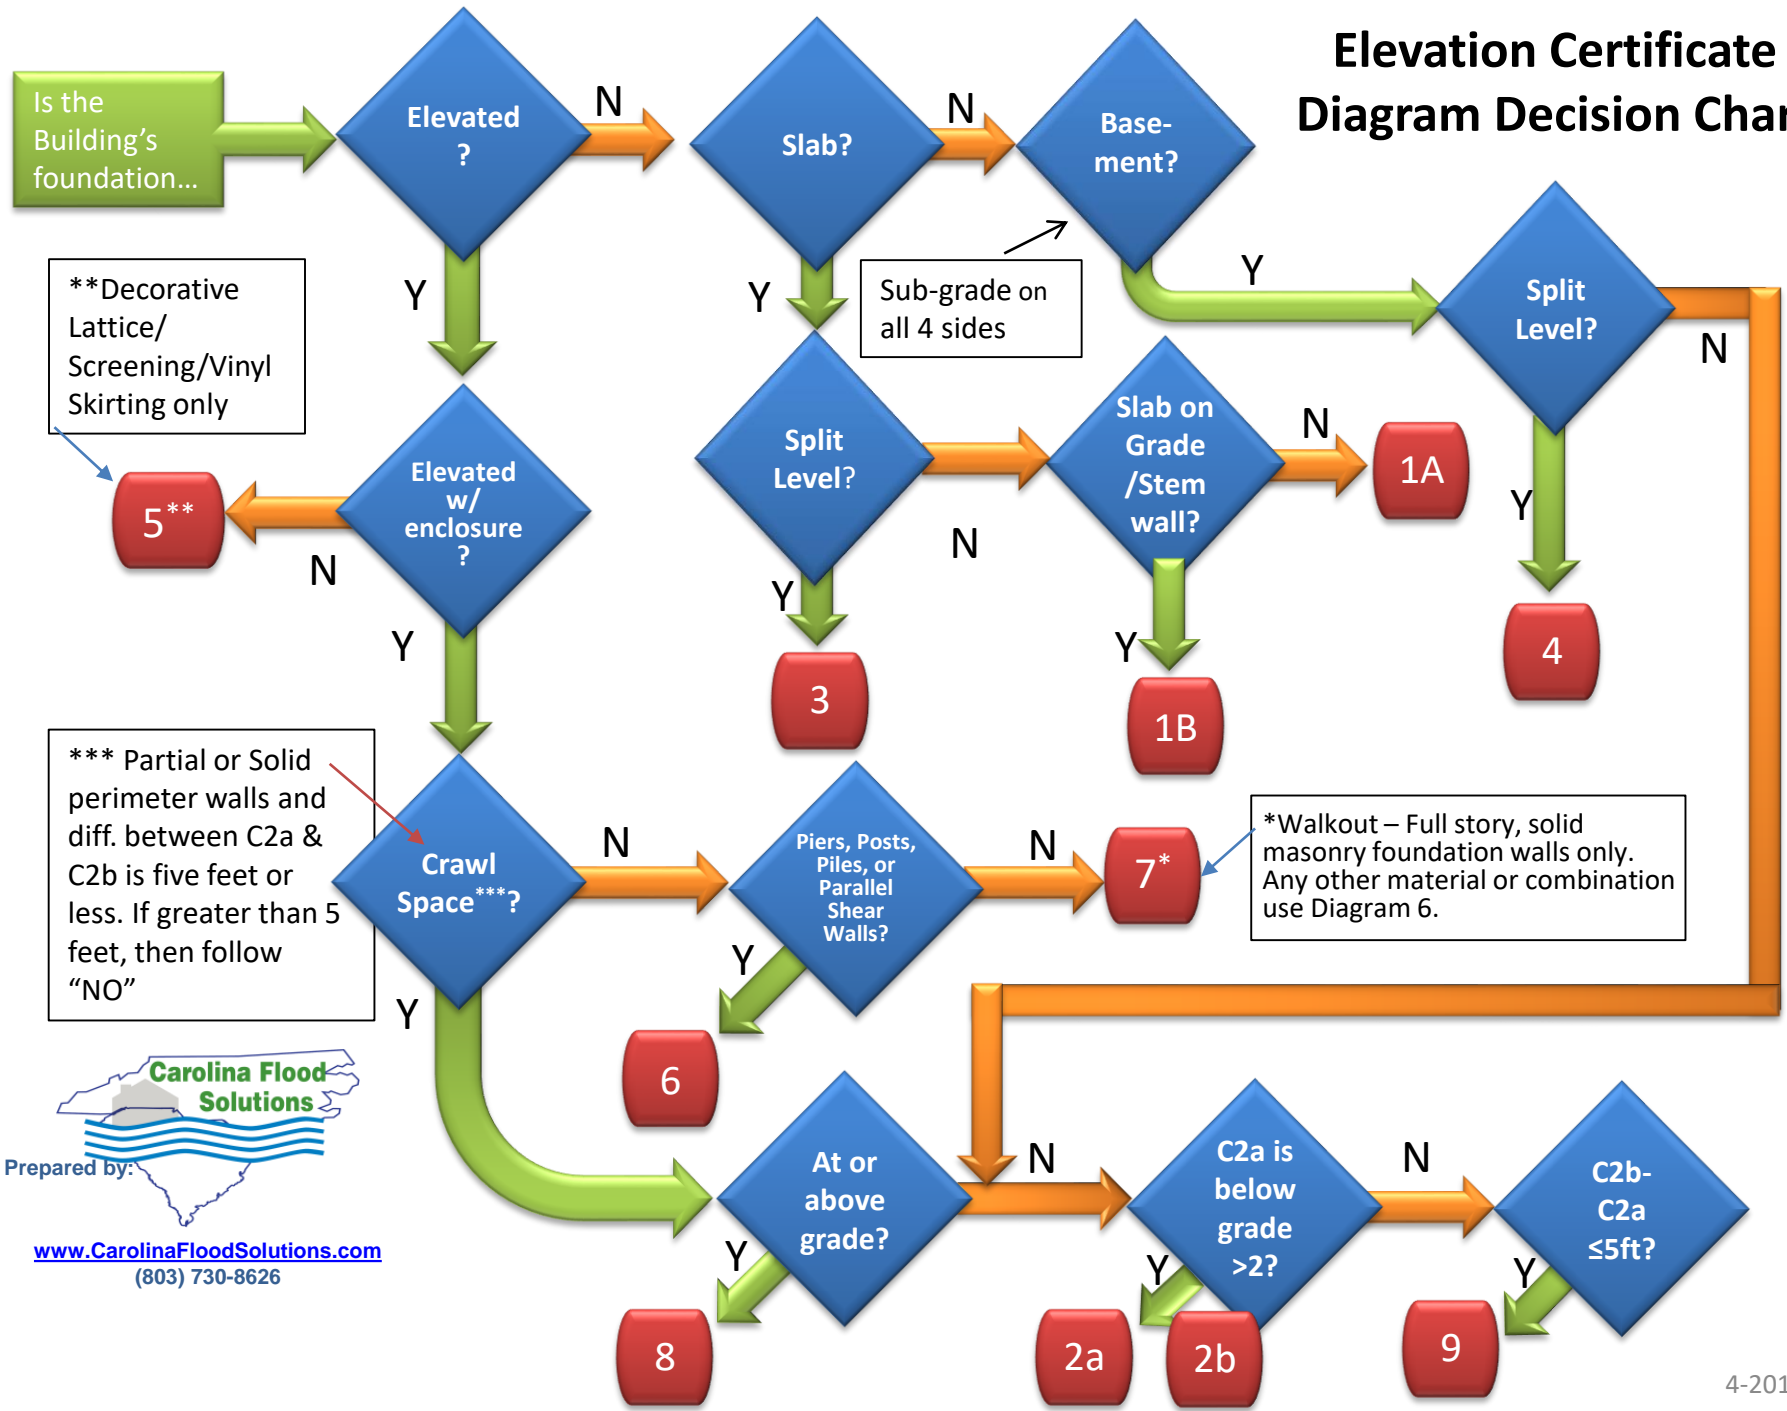 Elevation Certificate
Diagram Decision Char
Is the
Building’s
foundation…
Elevated
?
N
Slab?
N
Base-
ment?
Sub-grade on
all 4 sides
Y
Y
Y
Split
Level?
N
**Decorative
Lattice/
Screening/Vinyl
Skirting only
5**
N
Elevated
w/
enclosure
?
Split
Level?
N
Slab on
Grade
/Stem
wall?
N
1A
Y
4
Y
3
Y
1B
Y
*** Partial or Solid
perimeter walls and
diff. between C2a &
C2b is five feet or
less. If greater than 5
feet, then follow
“NO”
Crawl
Space***?
N
Piers, Posts,
Piles, or
Parallel
Shear
Walls?
N
7*
*Walkout – Full story, solid
masonry foundation walls only.
Any other material or combination
use Diagram 6.
Y
6
Y
Carolina Flood
Solutions
Prepared by:
www.CarolinaFloodSolutions.com
(803) 730-8626
At or
above
grade?
N
C2a is
below
grade
>2?
N
C2b-
C2a
≤5ft?
Y
8
Y
2a
2b
Y
9
4-201